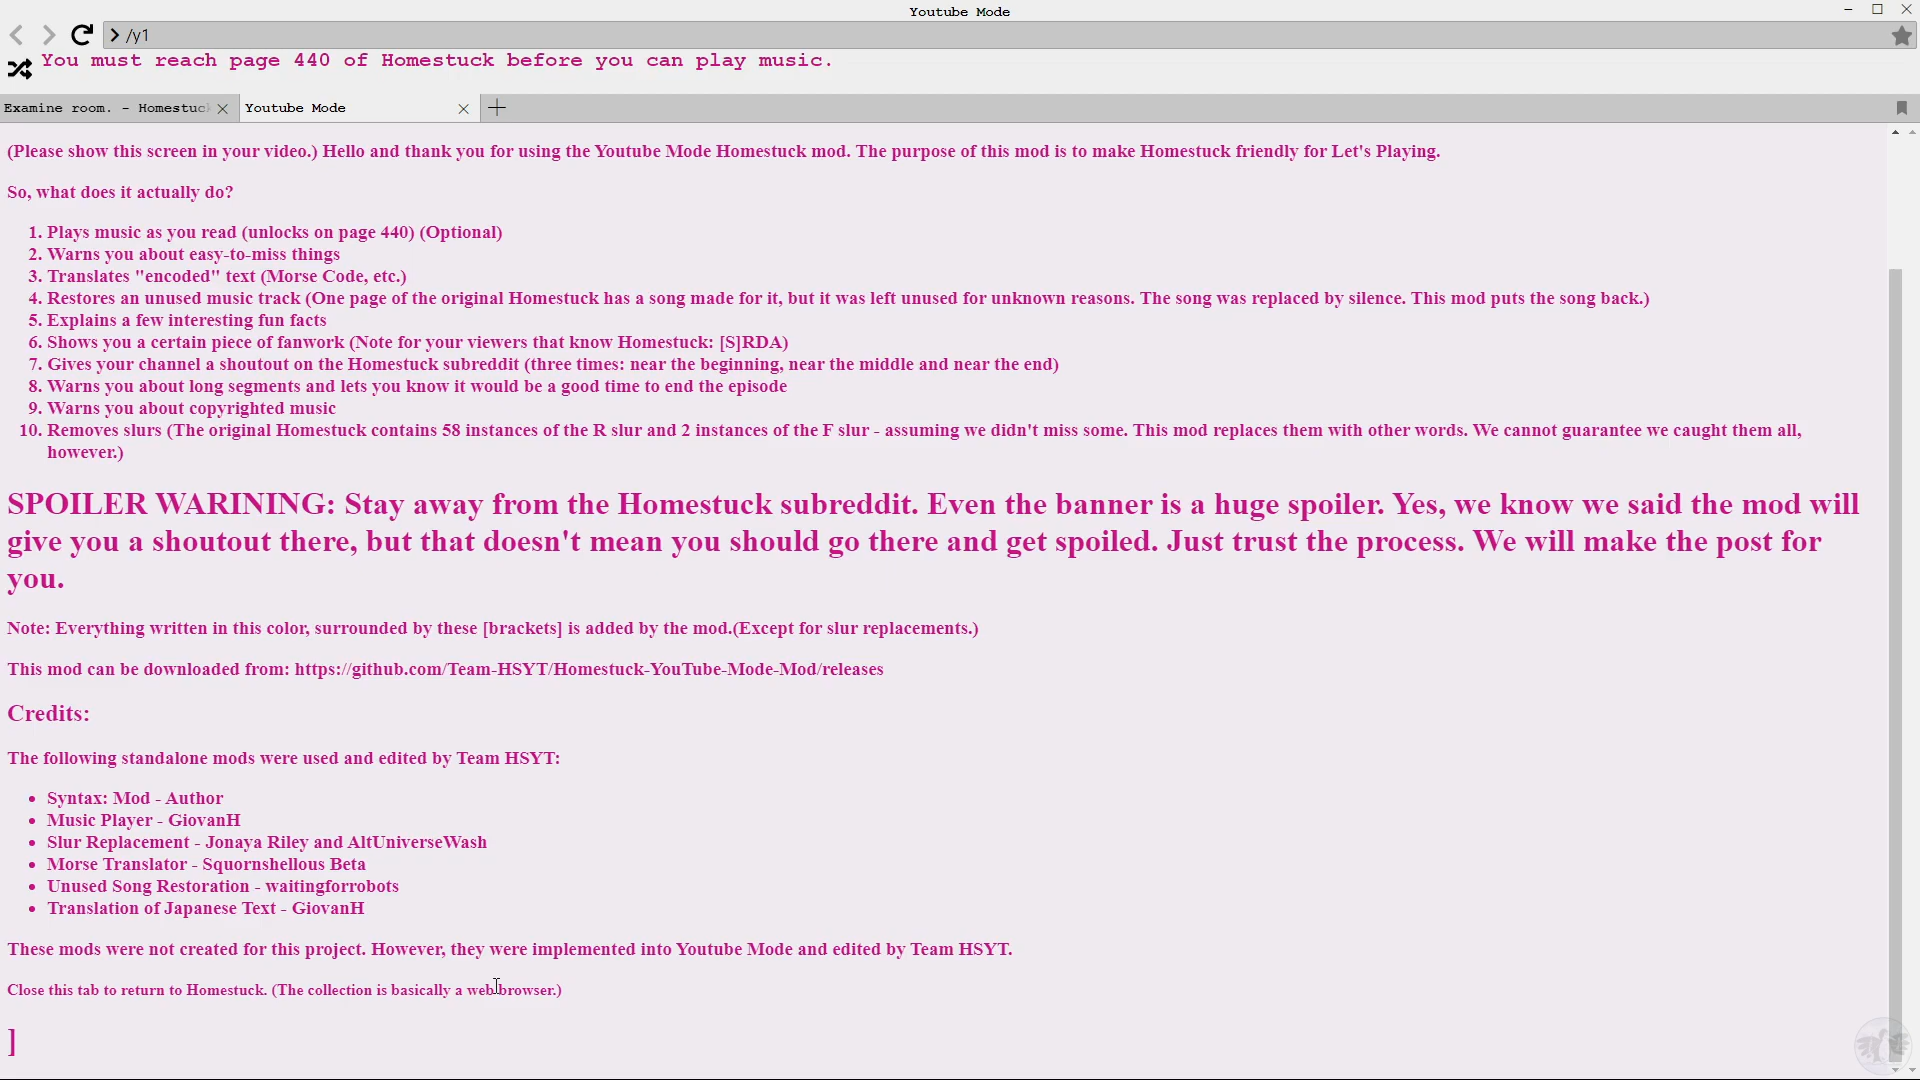 Youtube Mode
/y1
You must reach page 440 of Homestuck before you can play music.
Examine room. - Homestuc
Youtube Mode
(Please show this screen in your video.) Hello and thank you for using the Youtube Mode Homestuck mod. The purpose of this mod is to make Homestuck friendly for Let's Playing.
So, what does it actually do?
1. Plays music as you read (unlocks on page 440) (Optional)
2. Warns you about easy-to-miss things
3. Translates "encoded" text (Morse Code, etc.)
4. Restores an unused music track (One page of the original Homestuck has a song made for it, but it was left unused for unknown reasons. The song was replaced by silence. This mod puts the song back.)
5. Explains a few interesting fun facts
6. Shows you a certain piece of fanwork (Note for your viewers that know Homestuck: [S]RDA)
7. Gives your channel a shoutout on the Homestuck subreddit (three times: near the beginning, near the middle and near the end)
8. Warns you about long segments and lets you know it would be a good time to end the episode
9. Warns you about copyrighted music
10. Removes slurs (The original Homestuck contains 58 instances of the R slur and 2 instances of the F slur - assuming we didn't miss some. This mod replaces them with other words. We cannot guarantee we caught them all,
however.)
SPOILER WARINING: Stay away from the Homestuck subreddit. Even the banner is a huge spoiler. Yes, we know we said the mod will
give you a shoutout there, but that doesn't mean you should go there and get spoiled. Just trust the process. We will make the post for
you.
Note: Everything written in this color, surrounded by these [brackets] is added by the mod.(Except for slur replacements.)
This mod can be downloaded from: https://github.com/Team-HSYT/Homestuck-YouTube-Mode-Mod/releases
Credits:
The following standalone mods were used and edited by Team HSYT:
• Syntax: Mod - Author
• Music Player - GiovanH
• Slur Replacement - Jonaya Riley and AltUniverseWash
• Morse Translator - Squornshellous Beta
• Unused Song Restoration - waitingforrobots
• Translation of Japanese Text - GiovanH
These mods were not created for this project. However, they were implemented into Youtube Mode and edited by Team HSYT.
Close this tab to return to Homestuck. (The collection is basically a web browser.)
]